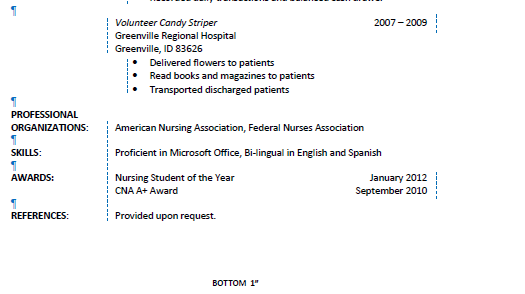 Volunteer Candy Striper 2007 – 2009
Greenville Regional Hospital
Greenville, ID 83626
• Delivered flowers to patients
• Read books and magazines to patients
• Transported discharged patients
PROFESSIONAL
ORGANIZATIONS: American Nursing Association, Federal Nurses Association
SKILLS: Proficient in Microsoft Office, Bi-lingual in English and Spanish
AWARDS: Nursing Student of the Year January 2012
CNA A+ Award September 2010
REFERENCES: Provided upon request.
BOTTOM 1"